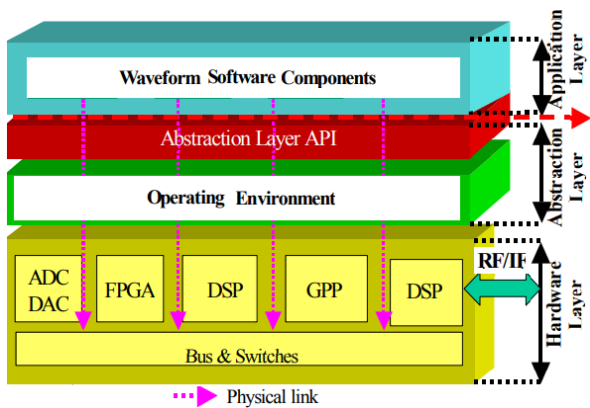 Waveform Software Components
Abstraction Layer API
Operating Environment
ADC
DAC
FPGA
DSP
GPP
DSP
Bus & Switches
RF/IF
Application
Layer
Abstraction
Layer
Hardware
Layer
Physical link